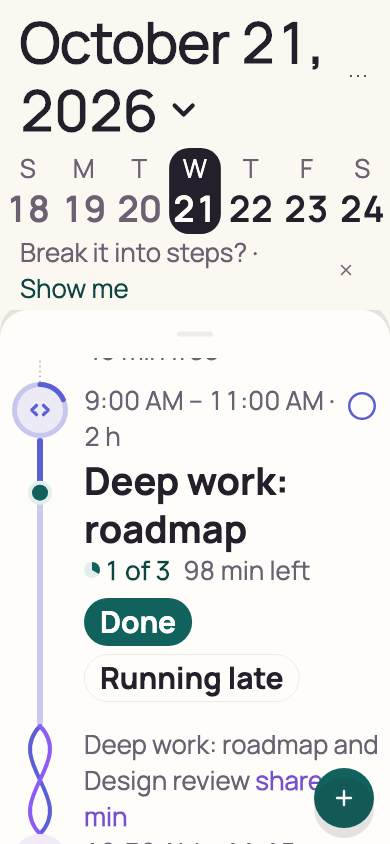 October 21,
2026
S M T W T F S
18 19 20 21 22 23 24
Break it into steps? ·
Show me
9:00 AM – 11:00 AM ·
2 h
Deep work:
roadmap
1 of 3 98 min left
Done
Running late
Deep work: roadmap and
Design review share
min